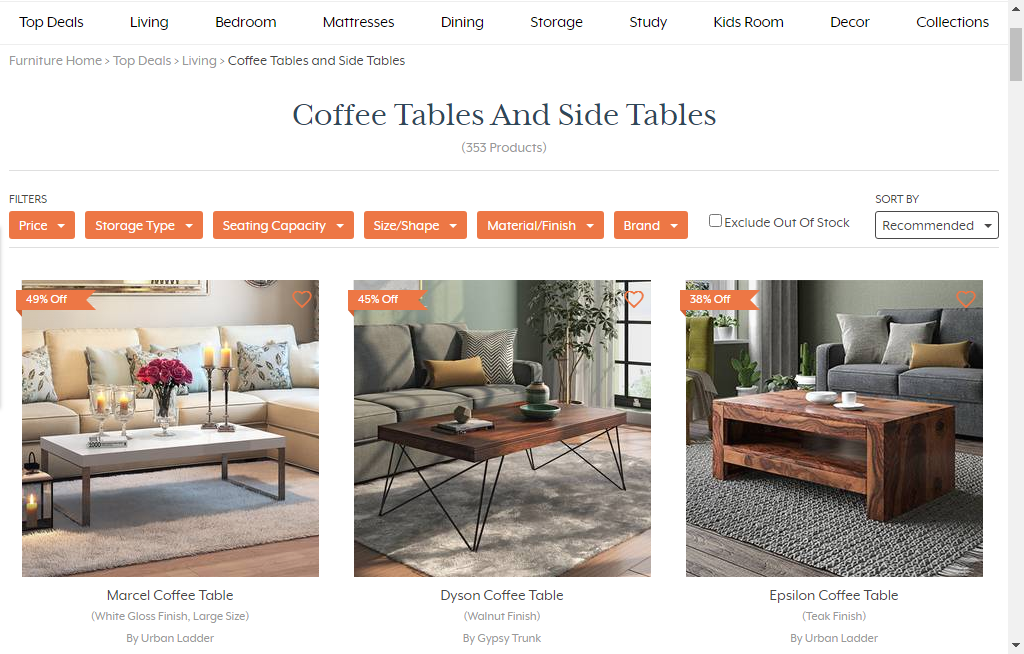 Top Deals Living Bedroom Mattresses Dining Storage Study Kids Room Decor Collections
Furniture Home > Top Deals > Living > Coffee Tables and Side Tables
Coffee Tables And Side Tables
(353 Products)
FILTERS SORT BY
Price Storage Type Seating Capacity Size/Shape Material/Finish Brand Exclude Out Of Stock Recommended
49% Off 45% Off 38% Off
Marcel Coffee Table Dyson Coffee Table Epsilon Coffee Table
(White Gloss Finish, Large Size) (Walnut Finish) (Teak Finish)
By Urban Ladder By Gypsy Trunk By Urban Ladder